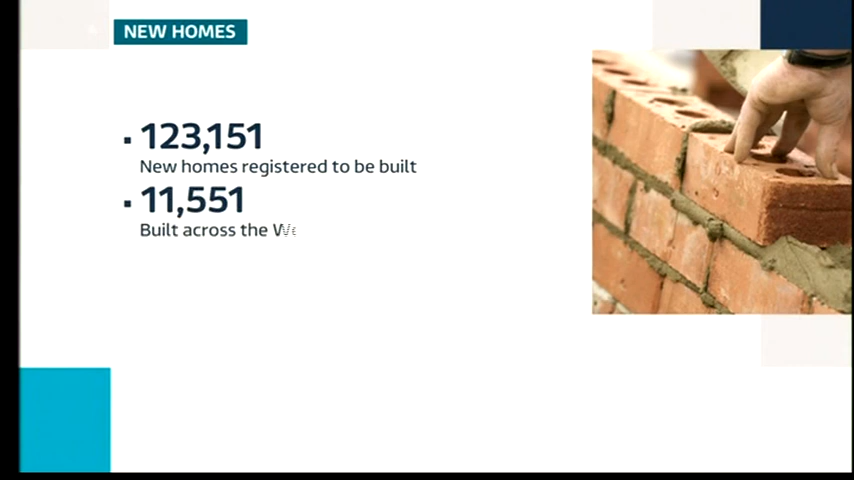 NEW HOMES
▪ 123,151
New homes registered to be built
▪ 11,551
Built across the